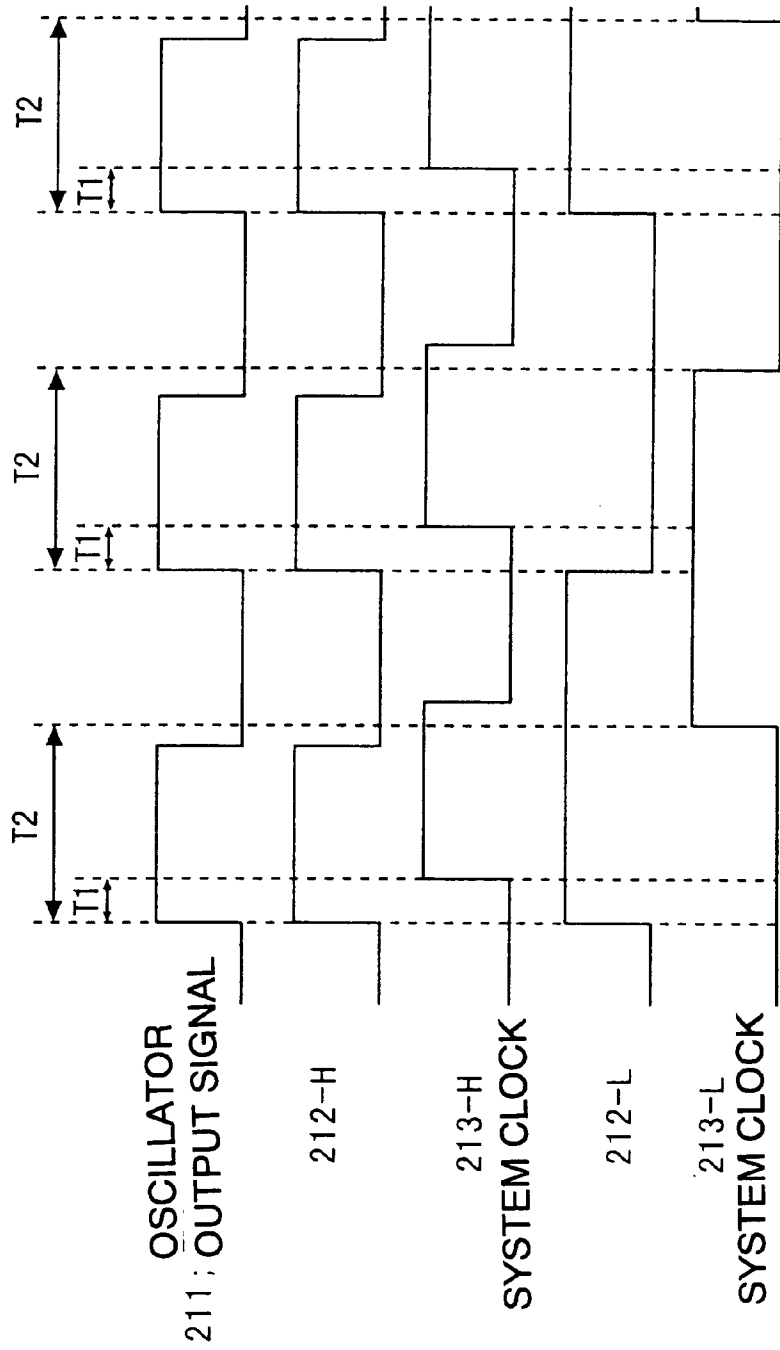 T2
T2
T2
T1
T1
T1
OSCILLATOR
211; OUTPUT SIGNAL
212-H
213-H
SYSTEM CLOCK
212-L
213-L
SYSTEM CLOCK